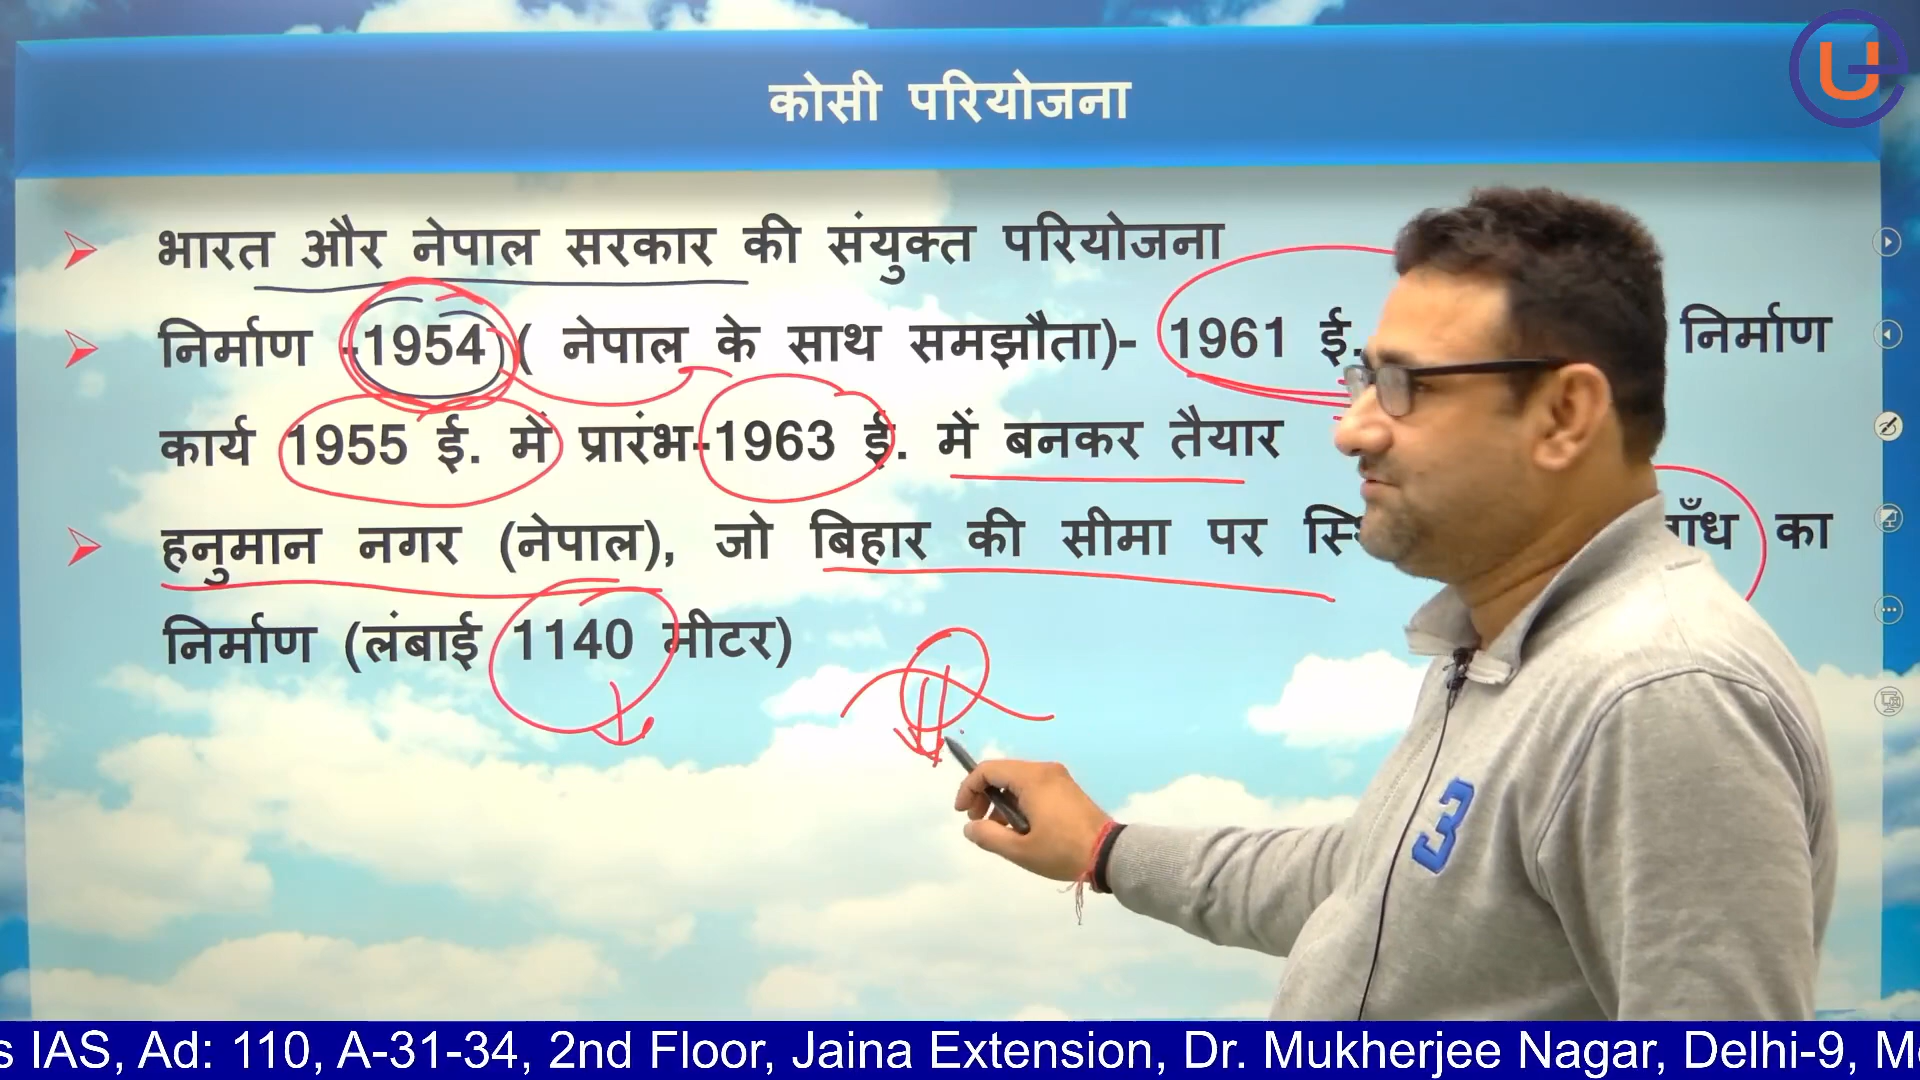 कोसी परियोजना
भारत और नेपाल सरकार की संयुक्त परियोजना
निर्माण -1954 ( नेपाल के साथ समझौता)- 1961 ई. निर्माण
कार्य 1955 ई. में प्रारंभ-1963 ई. में बनकर तैयार
हनुमान नगर (नेपाल), जो बिहार की सीमा पर का
निर्माण (लंबाई 1140 मीटर)
3
s IAS, Ad: 110, A-31-34, 2nd Floor, Jaina Extension, Dr. Mukherjee Nagar, Delhi-9,